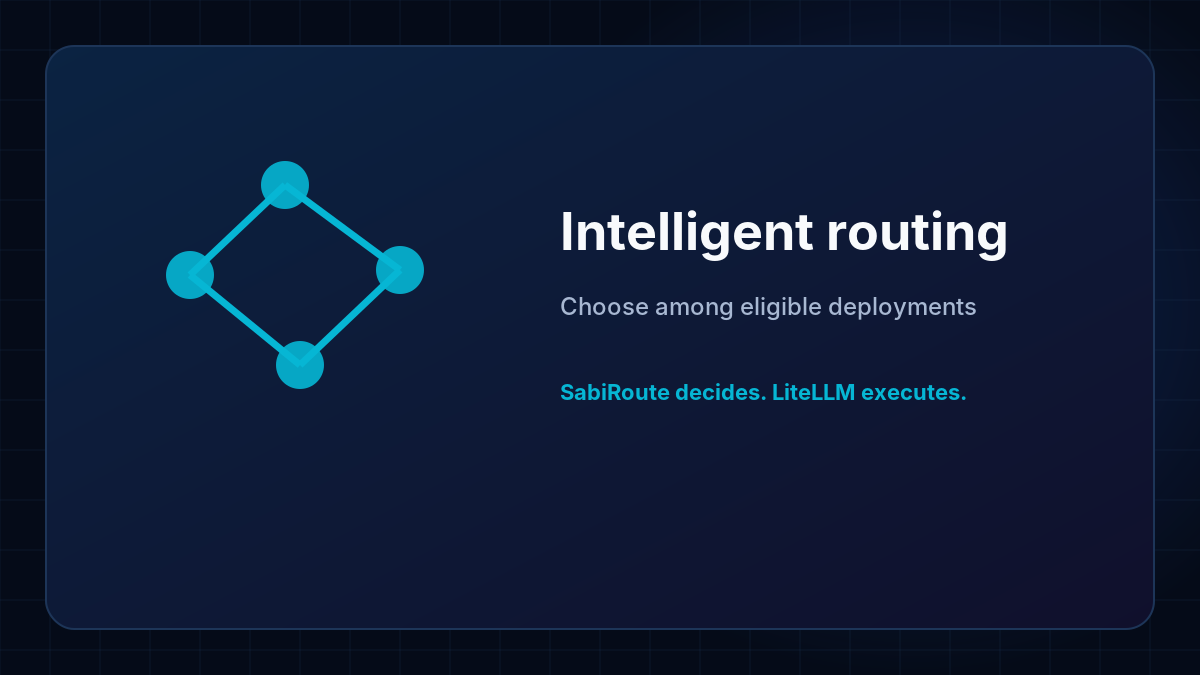 Intelligent routing
Choose among eligible deployments
SabiRoute decides. LiteLLM executes.